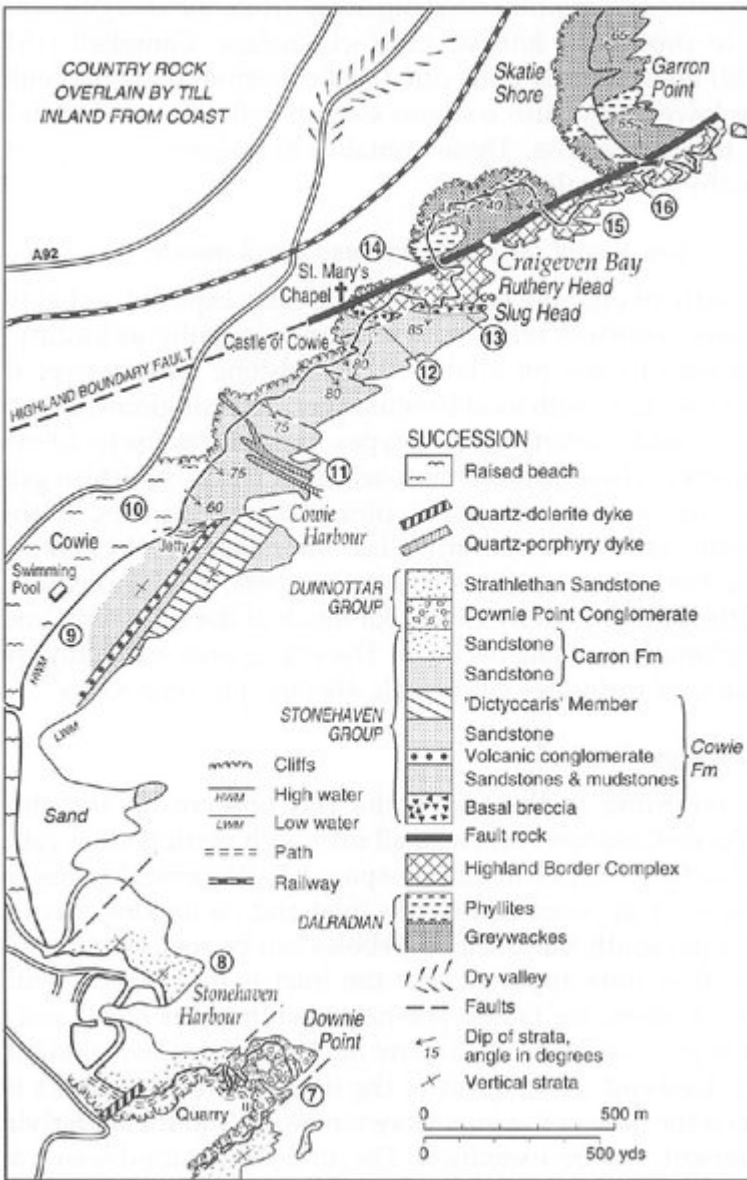 COUNTRY ROCK
OVERLAIN BY TILL
INLAND FROM COAST
Skatie
Shore
Garron
Point
65
65
16
15
40
45
14
Craigeven Bay
Ruthery Head
Slug Head
St. Mary's
Chapel
A92
Castle of Cowie
HIGHLAND BOUNDARY FAULT
85
13
12
80
80
75
75
60
11
10
Cowie
Harbour
Jetty
Cowie
Swimming
Pool
9
HWM
LWM
Sand
8
Stonehaven
Harbour
Downie
Point
7
Quarry
SUCCESSION
Raised beach
Quartz-dolerite dyke
Quartz-porphyry dyke
DUNNOTTAR
GROUP
Strathlethan Sandstone
Downie Point Conglomerate
STONEHAVEN
GROUP
Sandstone
Sandstone
Carron Fm
'Dictyocaris' Member
Sandstone
Volcanic conglomerate
Sandstones & mudstones
Basal breccia
Cowie
Fm
Fault rock
Highland Border Complex
DALRADIAN
Phyllites
Greywackes
Dry valley
Faults
15
Dip of strata,
angle in degrees
Vertical strata
Cliffs
HWM
High water
LWM
Low water
Path
Railway
0
500 m
0
500 yds